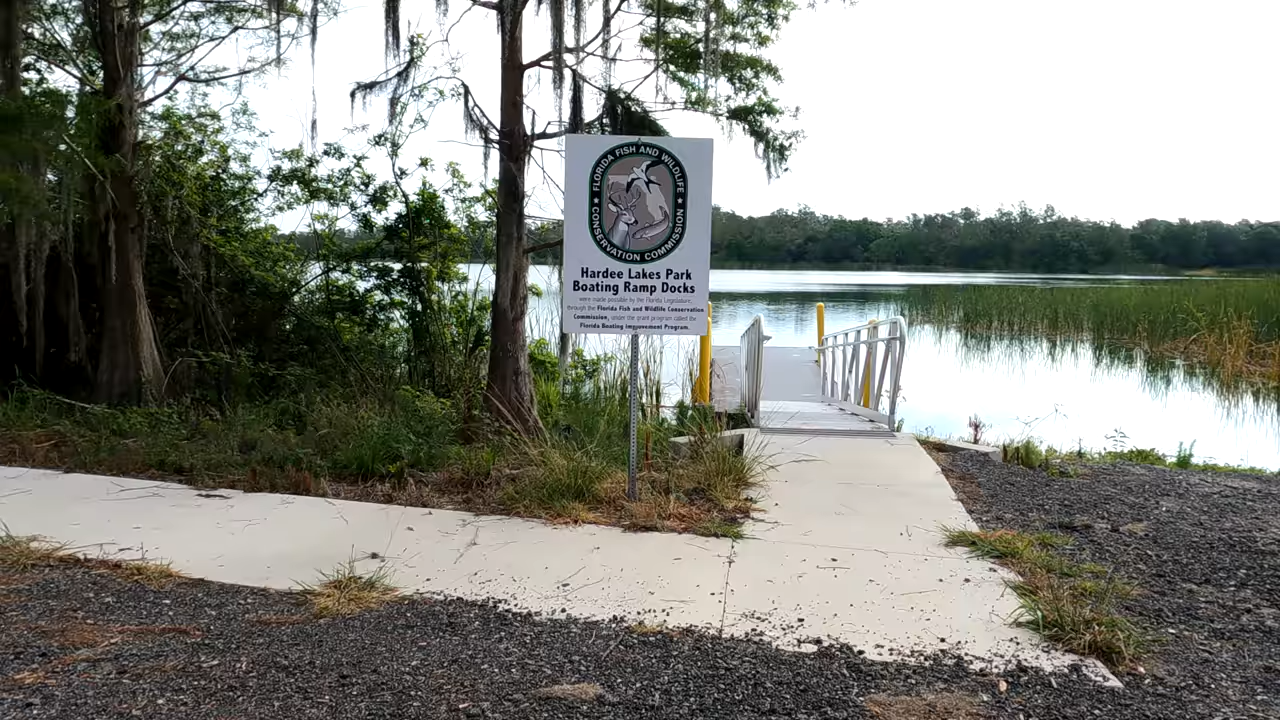 FLORIDA FISH AND WILDLIFE
CONSERVATION COMMISSION
Hardee Lakes Park
Boating Ramp Docks
were made possible by the Florida Legislature,
through the Florida Fish and Wildlife Conservation
Commission, under the grant program called the
Florida Boating Improvement Program.